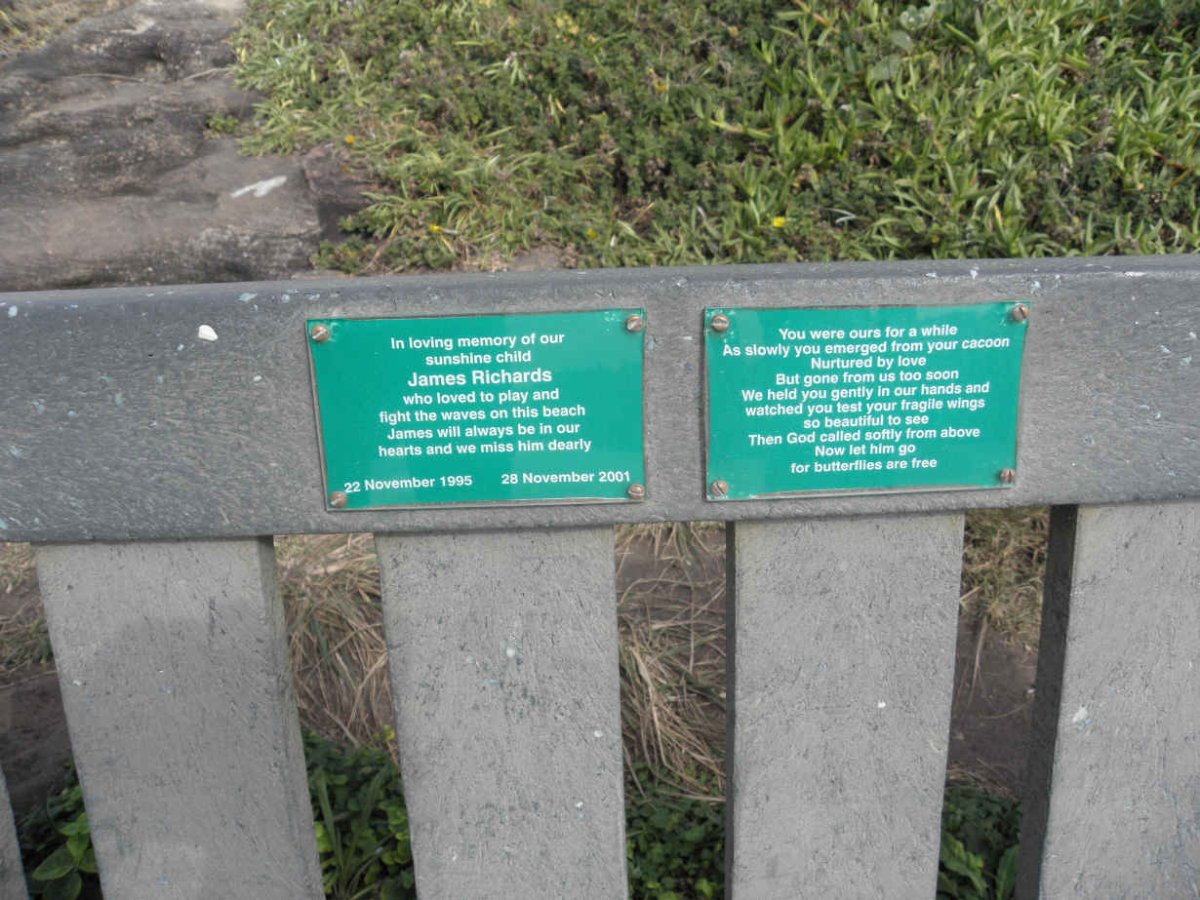 In loving memory of our
sunshine child
James Richards
who loved to play and
fight the waves on this beach
James will always be in our
hearts and we miss him dearly
22 November 1995 28 November 2001
You were ours for a while
As slowly you emerged from your cacoon
Nurtured by love
But gone from us too soon
We held you gently in our hands and
watched you test your fragile wings
so beautiful to see
Then God called softly from above
Now let him go
for butterflies are free